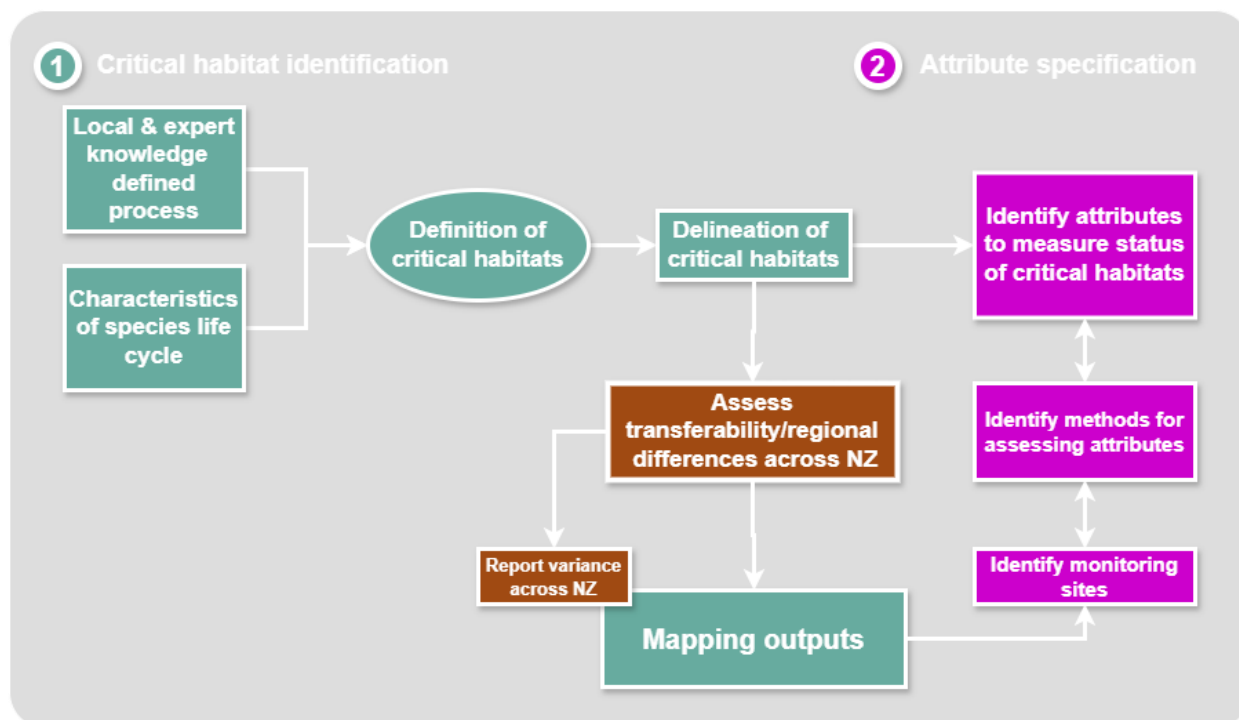 1 Critical habitat identification
2 Attribute specification
Local & expert
knowledge
defined
process
Characteristics
of species life
cycle
Definition of
critical habitats
Delineation of
critical habitats
Identify attributes
to measure status
of critical habitats
Assess
transferability/regional
differences across NZ
Identify methods for
assessing attributes
Report variance
across NZ
Identify monitoring
sites
Mapping outputs